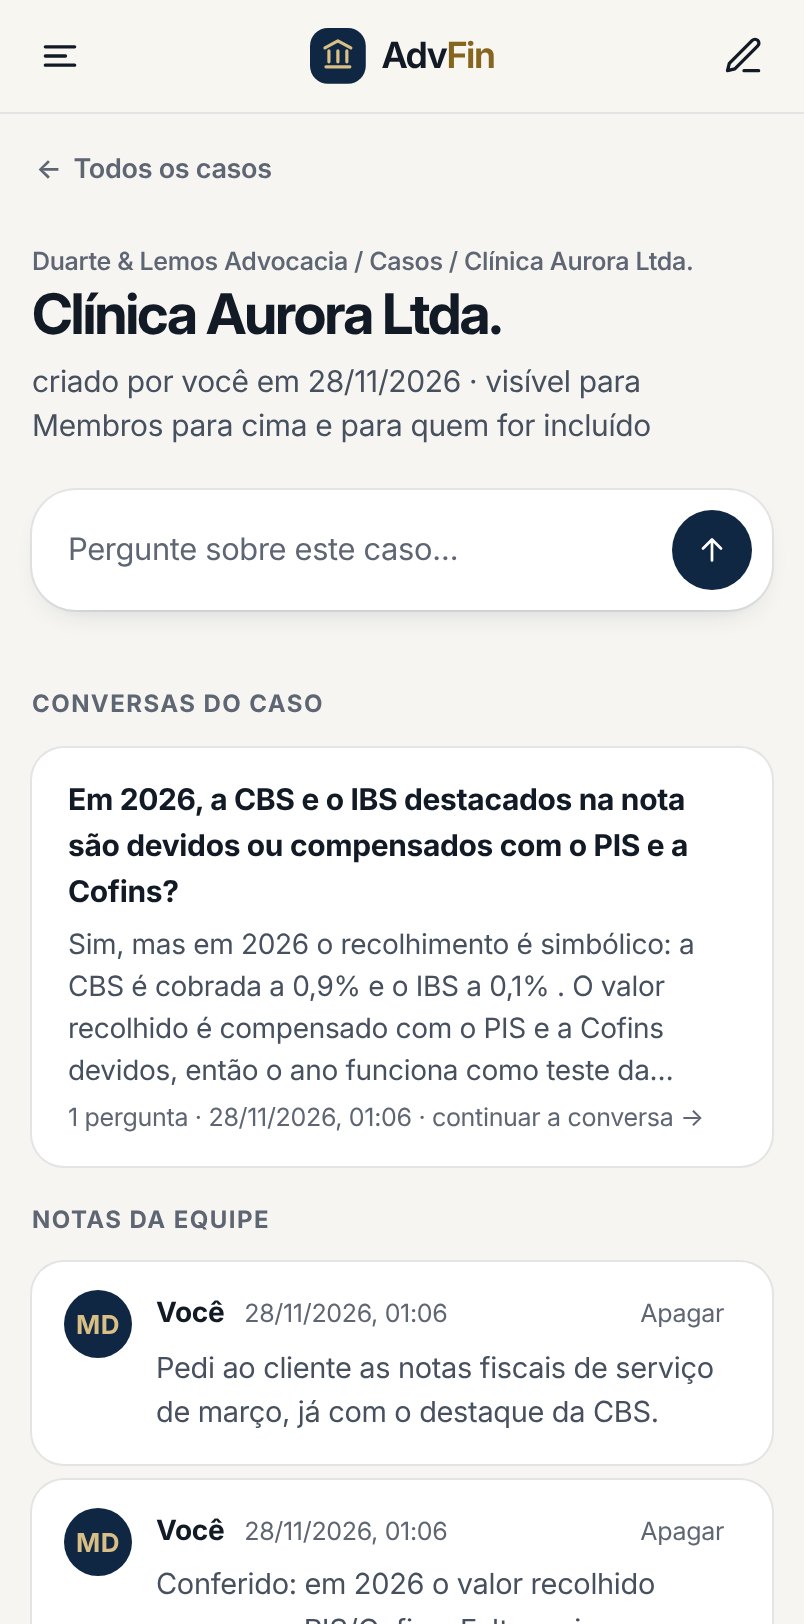 AdvFin
← Todos os casos
Duarte & Lemos Advocacia / Casos / Clínica Aurora Ltda.
Clínica Aurora Ltda.
criado por você em 28/11/2026 · visível para
Membros para cima e para quem for incluído
Pergunte sobre este caso...
CONVERSAS DO CASO
Em 2026, a CBS e o IBS destacados na nota
são devidos ou compensados com o PIS e a
Cofins?
Sim, mas em 2026 o recolhimento é simbólico: a
CBS é cobrada a 0,9% e o IBS a 0,1% . O valor
recolhido é compensado com o PIS e a Cofins
devidos, então o ano funciona como teste da...
1 pergunta · 28/11/2026, 01:06 · continuar a conversa →
NOTAS DA EQUIPE
MD Você 28/11/2026, 01:06 Apagar
Pedi ao cliente as notas fiscais de serviço
de março, já com o destaque da CBS.
MD Você 28/11/2026, 01:06 Apagar
Conferido: em 2026 o valor recolhido